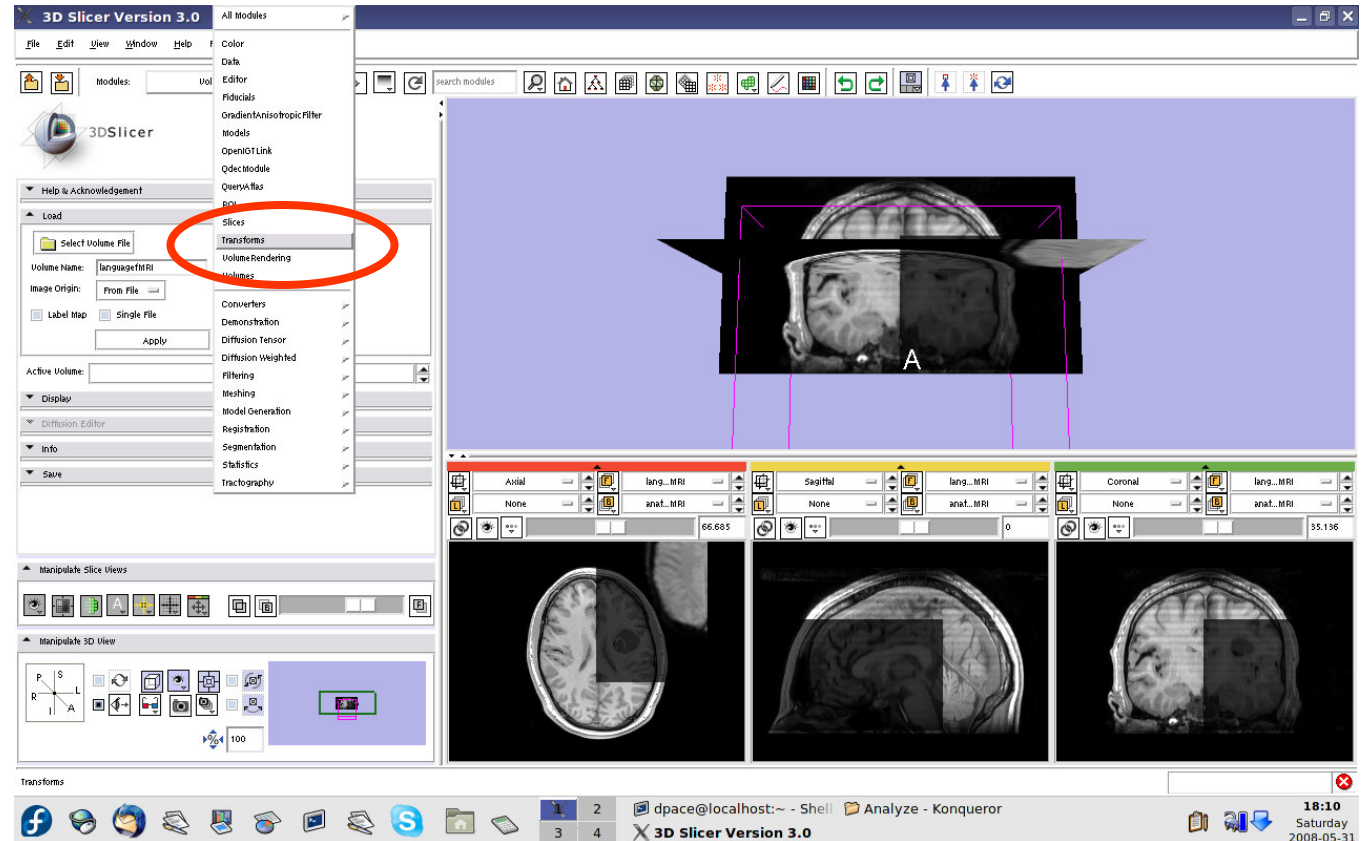 3D Slicer Version 3.0
All Modules
File Edit View Window Help
Color
Data
Editor
Fiducials
GradientAnisotropicFilter
Models
OpenIGTLink
QdecModule
QueryAtlas
ROI
Slices
Transforms
VolumeRendering
Volumes
Converters
Demonstration
Diffusion Tensor
Diffusion Weighted
Filtering
Meshing
Model Generation
Registration
Segmentation
Statistics
Tractography
Modules: Vol
search modules
3DSlicer
Help & Acknowledgement
Load
Select Volume File
Volume Name: languagefMRI
Image Origin: From File
Label Map Single File
Apply
Active Volume:
Display
Diffusion Editor
Info
Save
A
Axial lang...MRI Sagittal lang...MRI Coronal lang...MRI
None anat...MRI None anat...MRI None anat...MRI
66.685 0 35.136
Manipulate Slice Views
Manipulate 3D View
P S
R L
I A
100
Transforms
1 2
3 4
dpace@localhost:~ - Shell
Analyze - Konqueror
3D Slicer Version 3.0
18:10
Saturday
2008-05-31